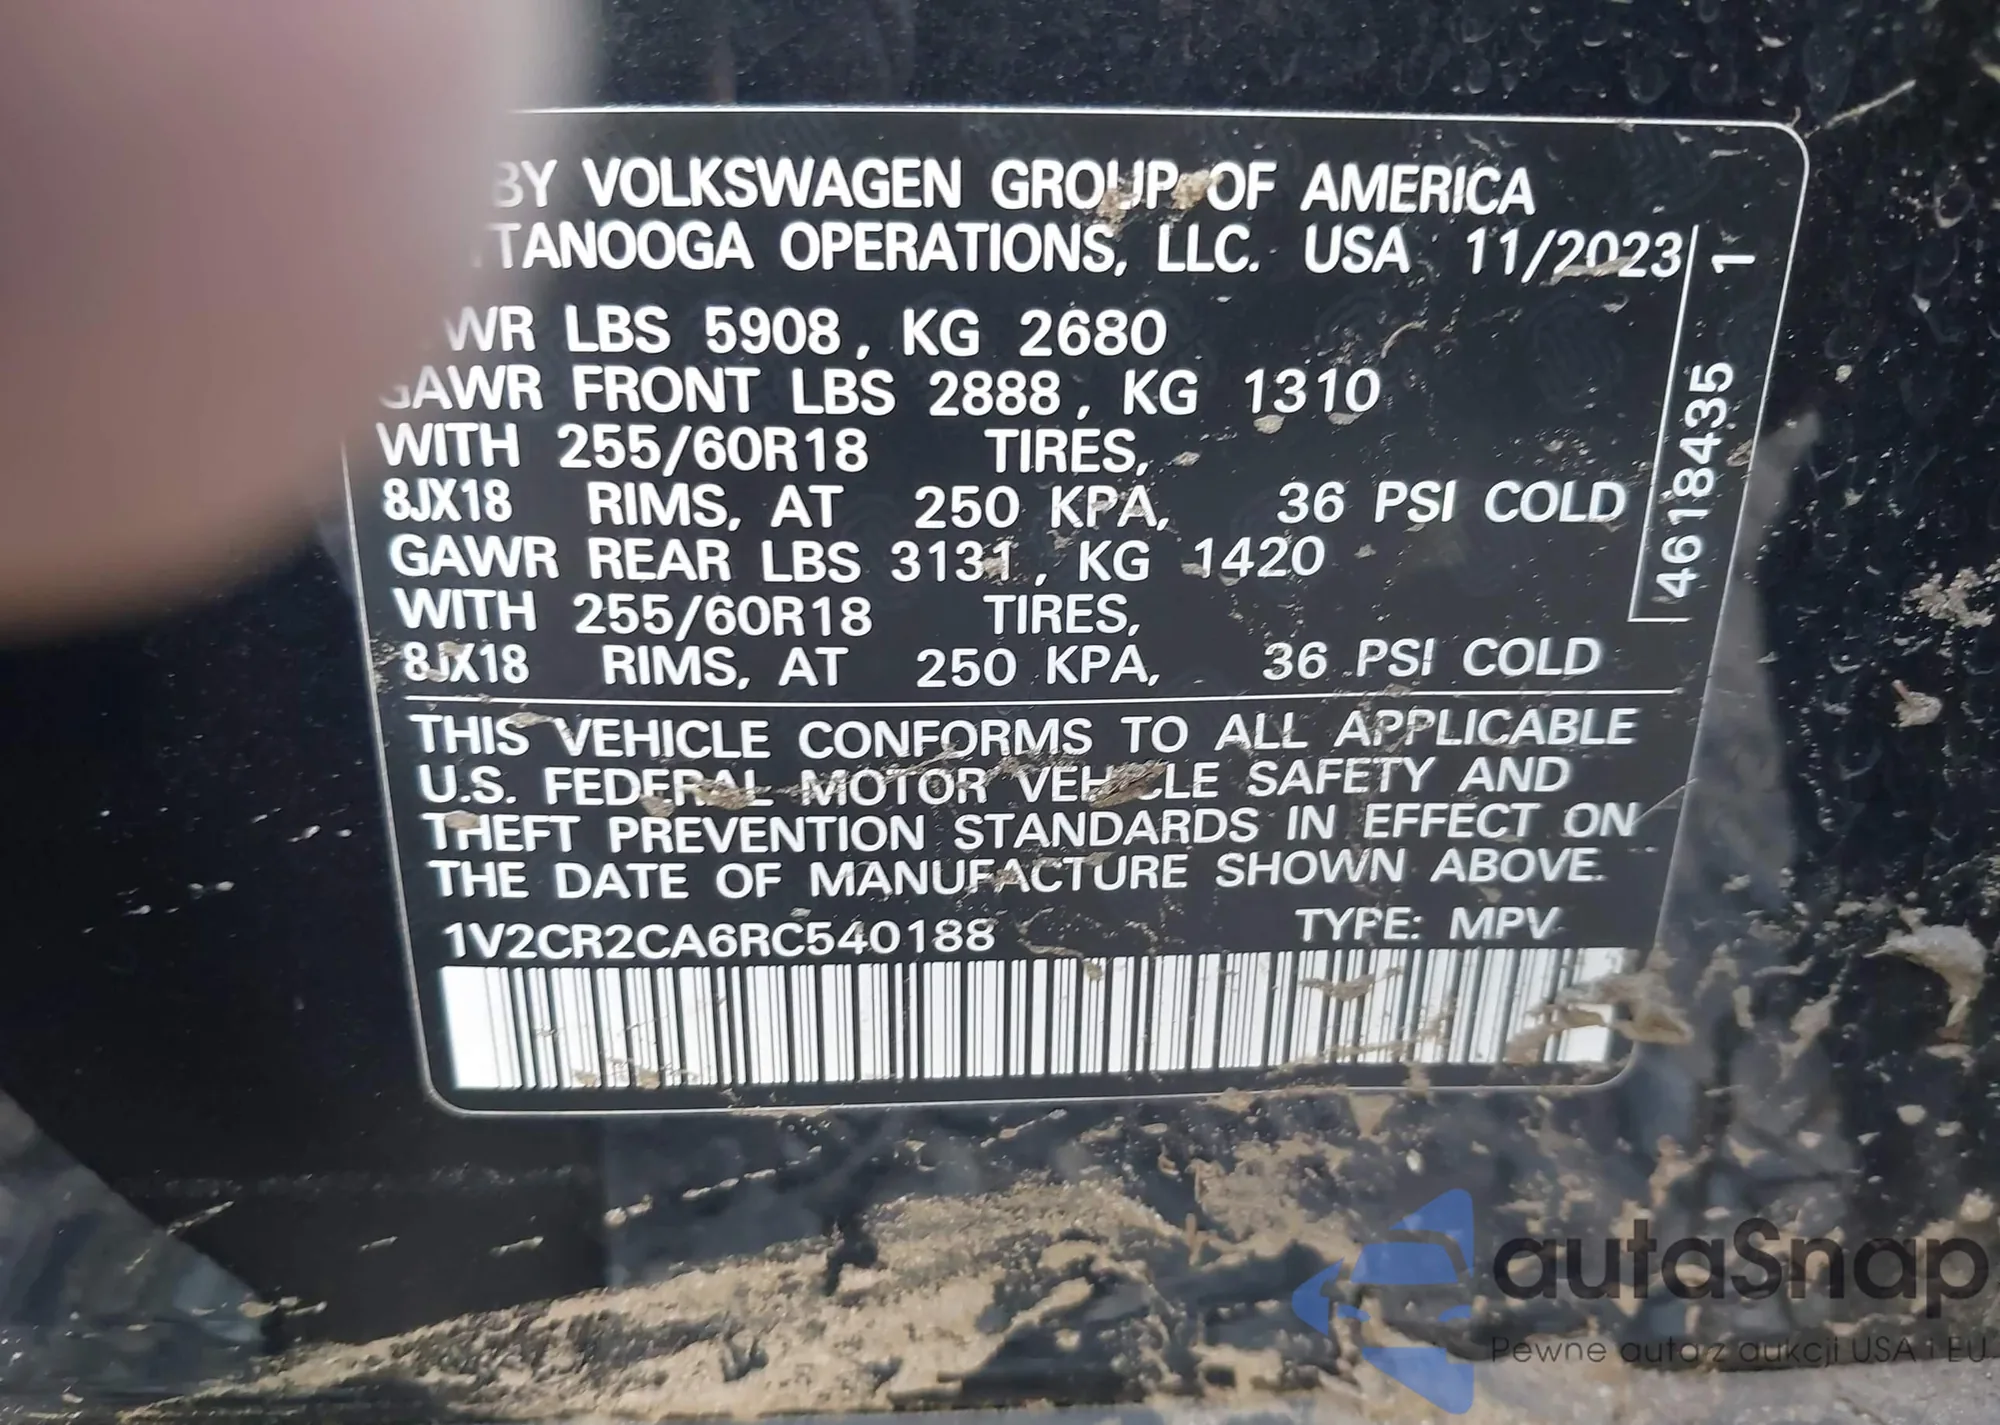 BY VOLKSWAGEN GROUP OF AMERICA
TTANOOGA OPERATIONS, LLC. USA 11/2023
WR LBS 5908, KG 2680
GAWR FRONT LBS 2888, KG 1310
WITH 255/60R18 TIRES,
8JX18 RIMS, AT 250 KPA, 36 PSI COLD
GAWR REAR LBS 3131, KG 1420
WITH 255/60R18 TIRES,
8JX18 RIMS, AT 250 KPA, 36 PSI COLD
4618435 1
THIS VEHICLE CONFORMS TO ALL APPLICABLE
U.S. FEDERAL MOTOR VEHICLE SAFETY AND
THEFT PREVENTION STANDARDS IN EFFECT ON
THE DATE OF MANUFACTURE SHOWN ABOVE.
1V2CR2CA6RC540188 TYPE: MPV
autaSnap
Pewne auta z aukcji USA i EU